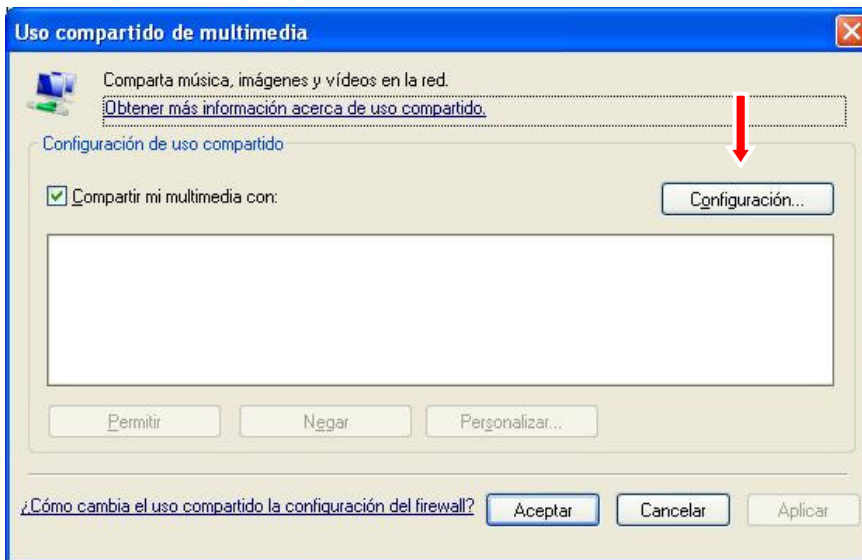 Uso compartido de multimedia
Comparta música, imágenes y vídeos en la red.
Obtener más información acerca de uso compartido.
Configuración de uso compartido
Compartir mi multimedia con:
Configuración...
Permitir
Negar
Personalizar...
¿Cómo cambia el uso compartido la configuración del firewall?
Aceptar
Cancelar
Aplicar